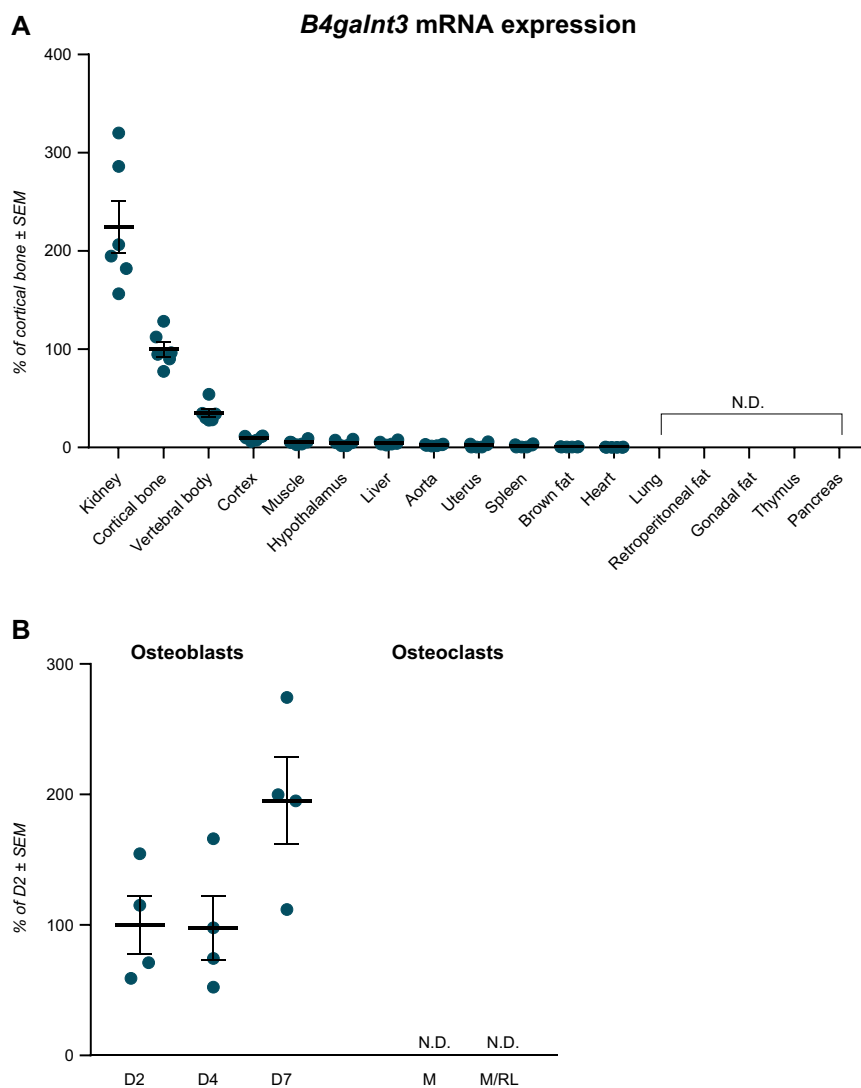 A
B4galnt3 mRNA expression
% of cortical bone ± SEM
400
300
200
100
0
N.D.
Kidney
Cortical bone
Vertebral body
Cortex
Muscle
Hypothalamus
Liver
Aorta
Uterus
Spleen
Brown fat
Heart
Lung
Retroperitoneal fat
Gonadal fat
Thymus
Pancreas
B
Osteoblasts Osteoclasts
% of D2 ± SEM
300
200
100
0
N.D. N.D.
D2 D4 D7 M M/RL